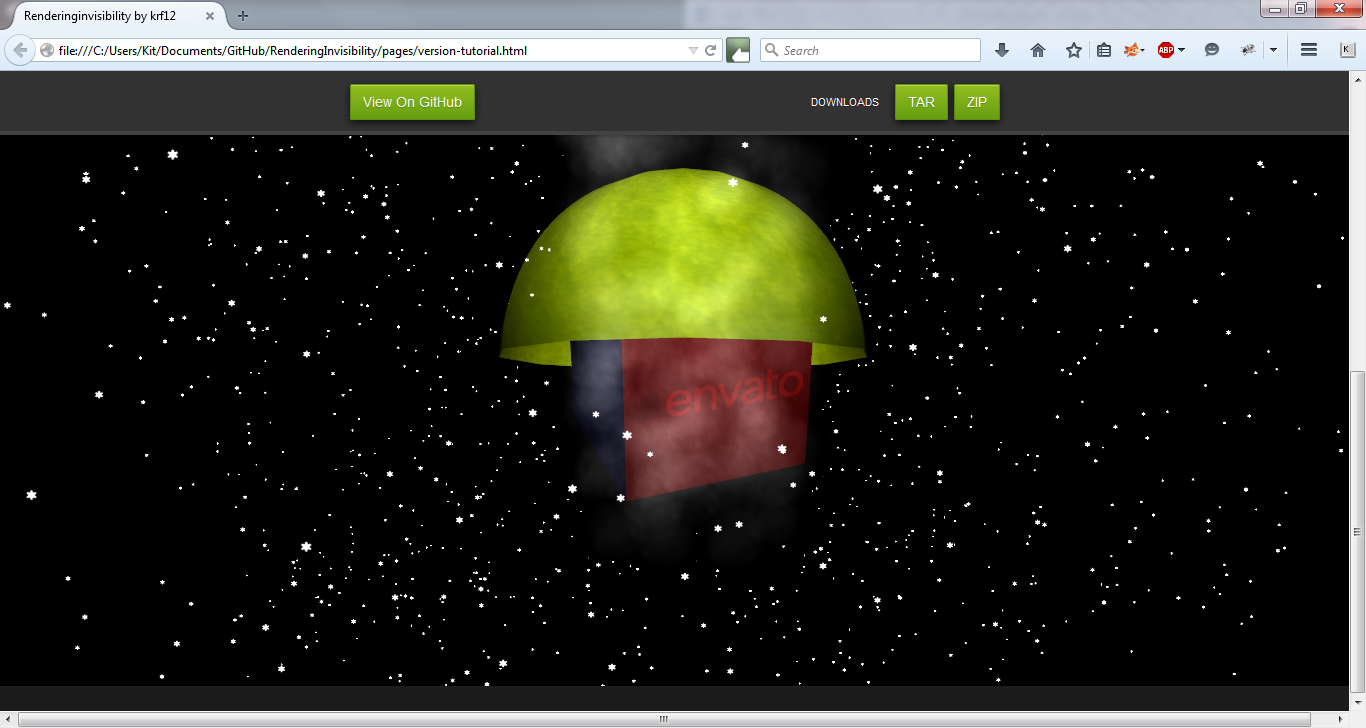 Renderinginvisibility by krf12
file:///C:/Users/Kit/Documents/GitHub/RenderingInvisibility/pages/version-tutorial.html
Search
ABP
K
View On GitHub
DOWNLOADS
TAR
ZIP
envato